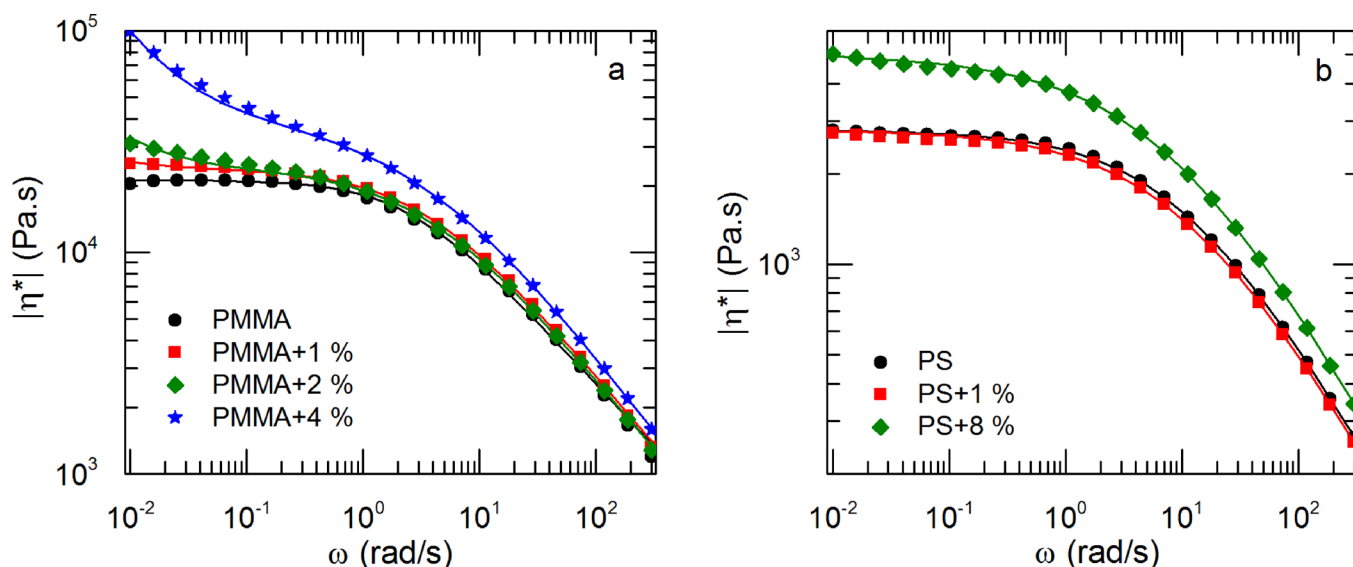 a
|η*| (Pa.s)
10^5
10^4
10^3
PMMA
PMMA+1 %
PMMA+2 %
PMMA+4 %
10^-2 10^-1 10^0 10^1 10^2
ω (rad/s)
b
|η*| (Pa.s)
10^3
PS
PS+1 %
PS+8 %
10^-2 10^-1 10^0 10^1 10^2
ω (rad/s)